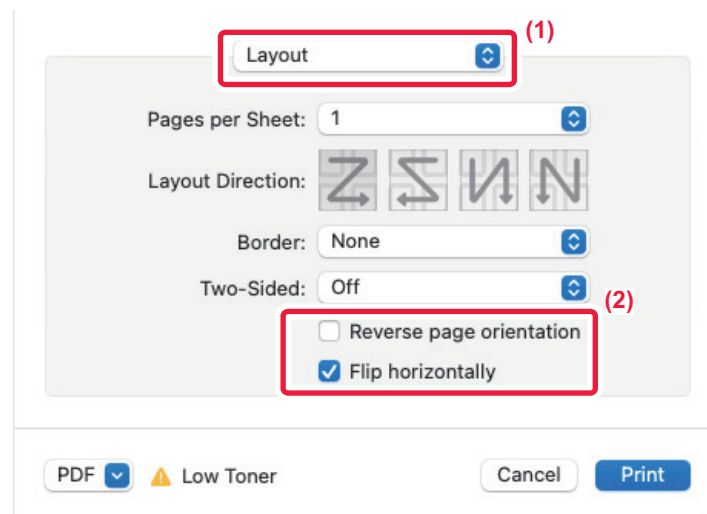 (1)
Layout
Pages per Sheet: 1
Layout Direction:
Border: None
Two-Sided: Off
(2)
Reverse page orientation
Flip horizontally
PDF Low Toner Cancel Print